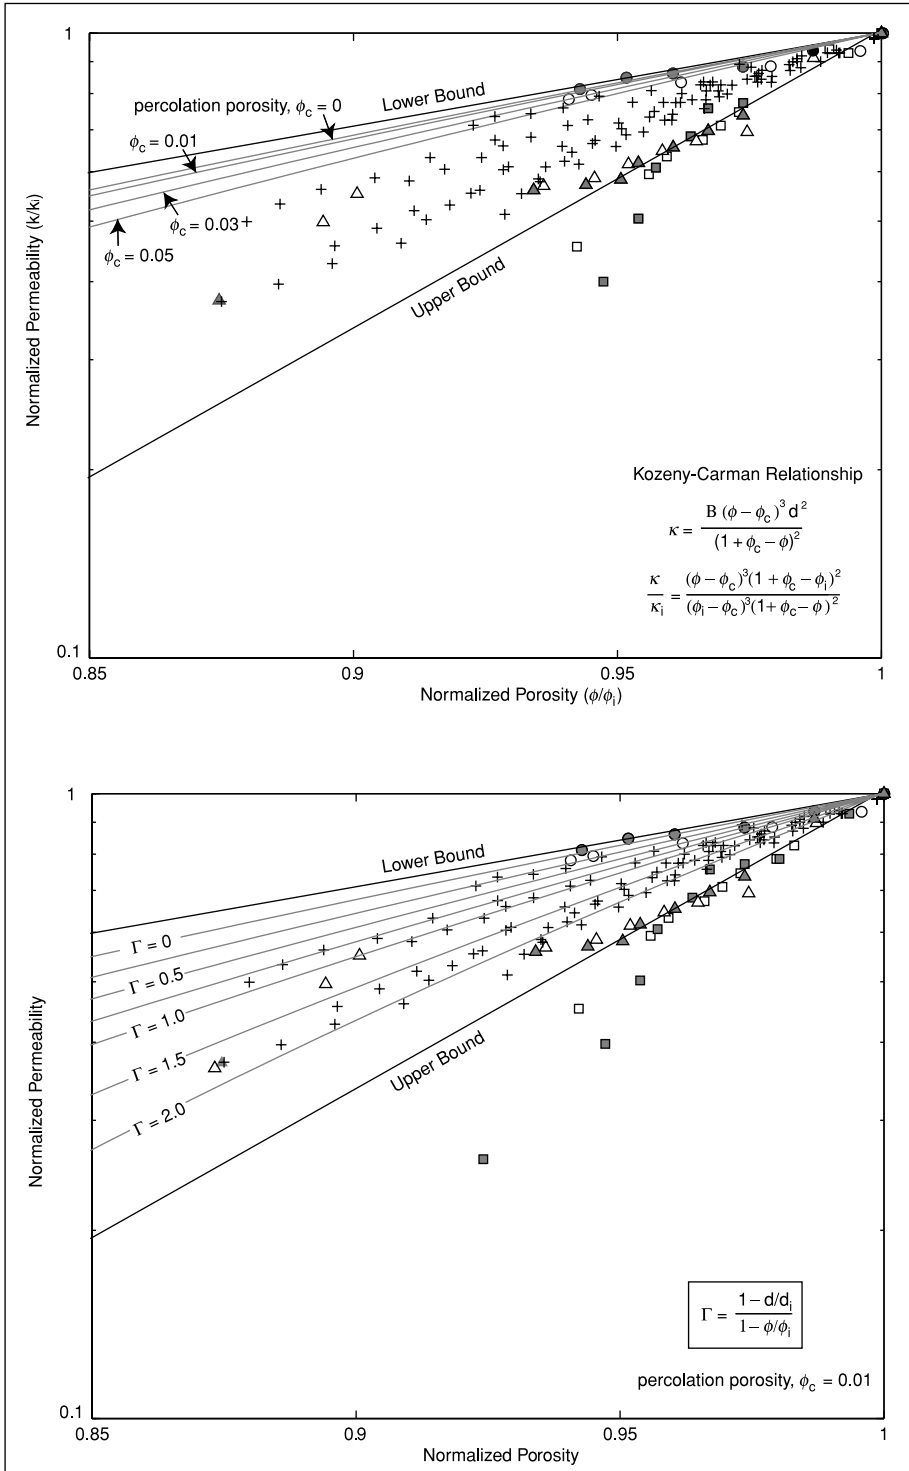 1
Lower Bound
percolation porosity, ϕc = 0
ϕc = 0.01
ϕc = 0.03
ϕc = 0.05
Upper Bound
Normalized Permeability (k/ki)
Kozeny-Carman Relationship
κ = B (ϕ − ϕc)³ d² / (1 + ϕc − ϕ)²
κ/κi = (ϕ − ϕc)³(1 + ϕc − ϕi)² / (ϕi − ϕc)³(1 + ϕc − ϕ)²
0.1
0.85 0.9 0.95 1
Normalized Porosity (ϕ/ϕi)
1
Lower Bound
Γ = 0
Γ = 0.5
Γ = 1.0
Γ = 1.5
Γ = 2.0
Upper Bound
Normalized Permeability
Γ = 1 − d/di / 1 − ϕ/ϕi
percolation porosity, ϕc = 0.01
0.1
0.85 0.9 0.95 1
Normalized Porosity